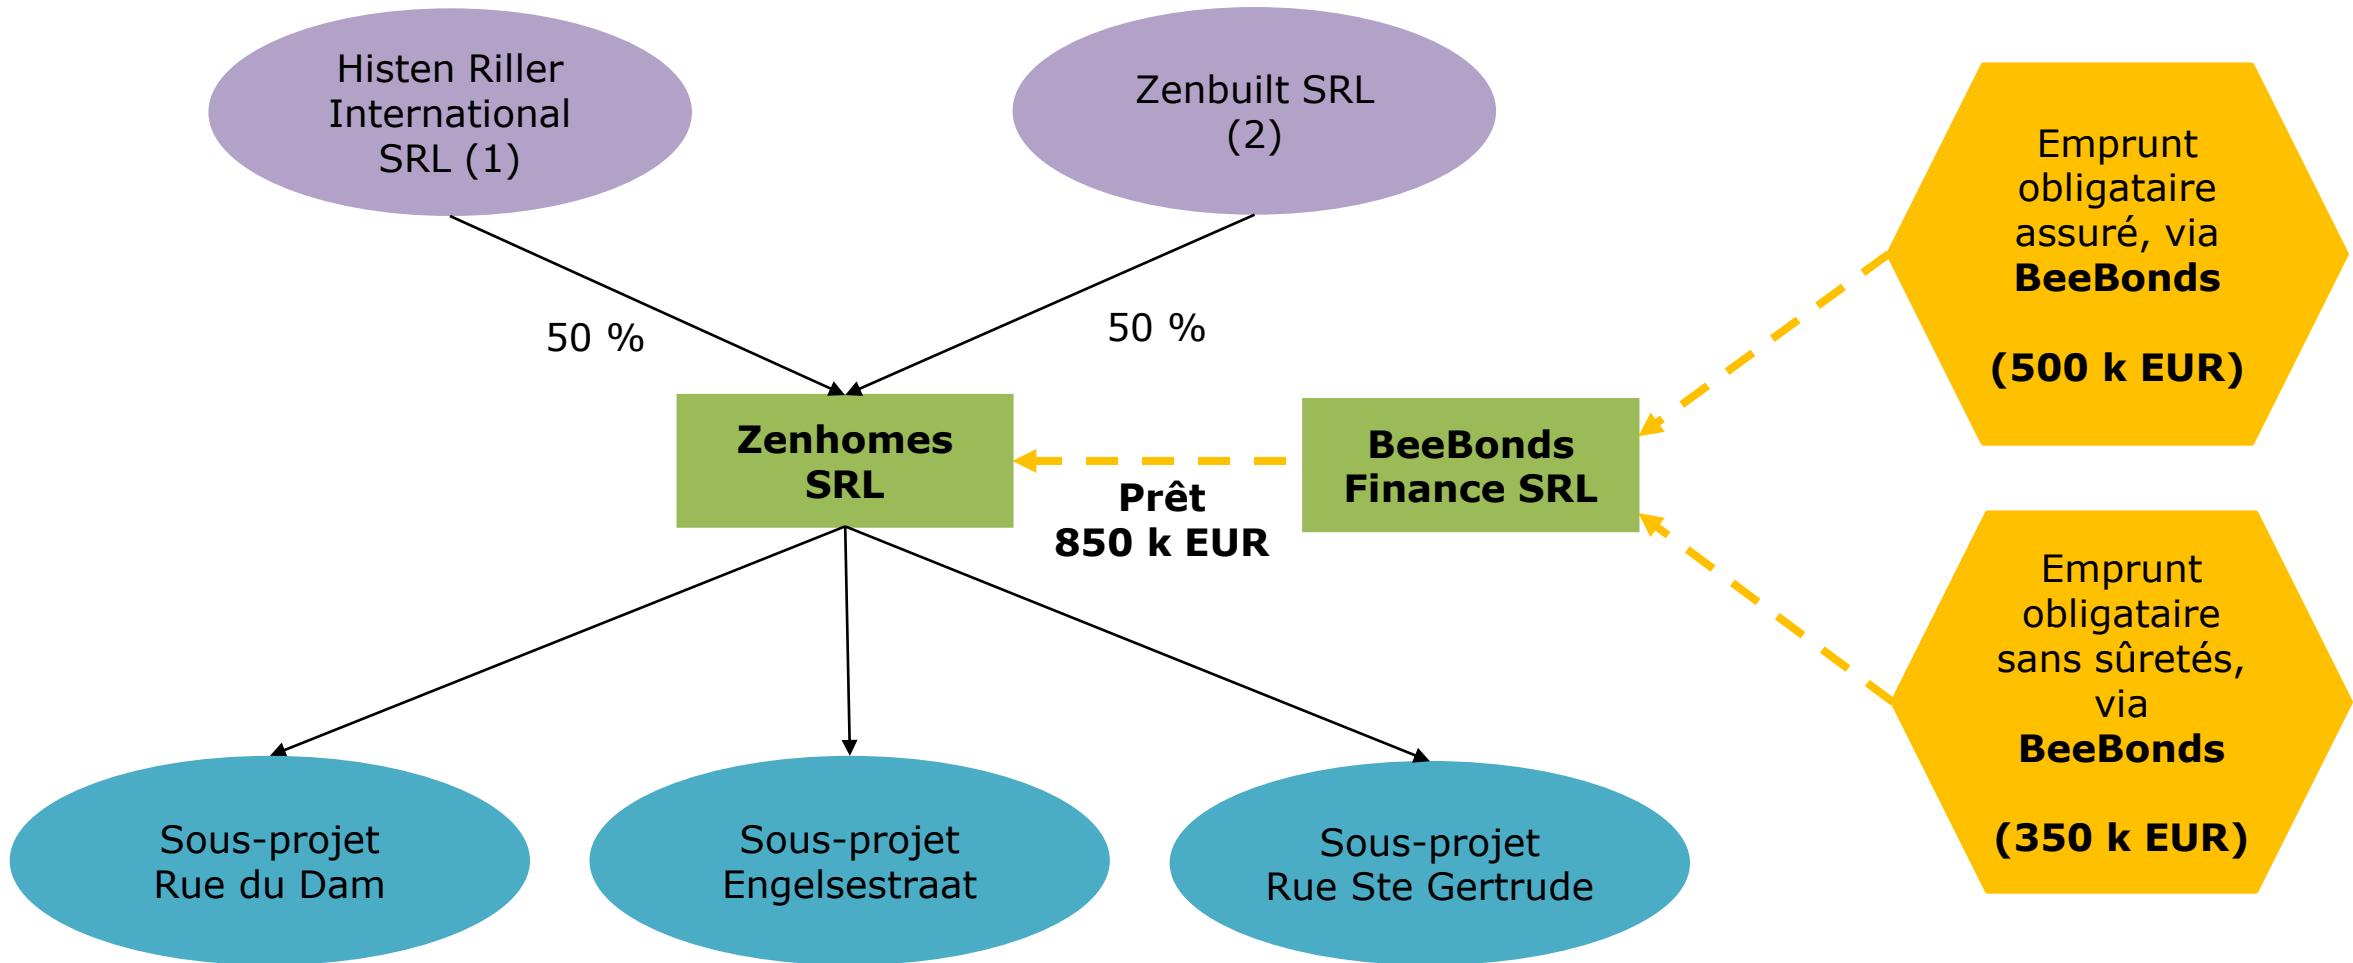 Histen Riller
International
SRL (1)
Zenbuilt SRL
(2)
Emprunt
obligataire
assuré, via
BeeBonds
(500 k EUR)
50 %
50 %
Zenhomes
SRL
Prêt
850 k EUR
BeeBonds
Finance SRL
Emprunt
obligataire
sans sûretés,
via
BeeBonds
(350 k EUR)
Sous-projet
Rue du Dam
Sous-projet
Engelsestraat
Sous-projet
Rue Ste Gertrude